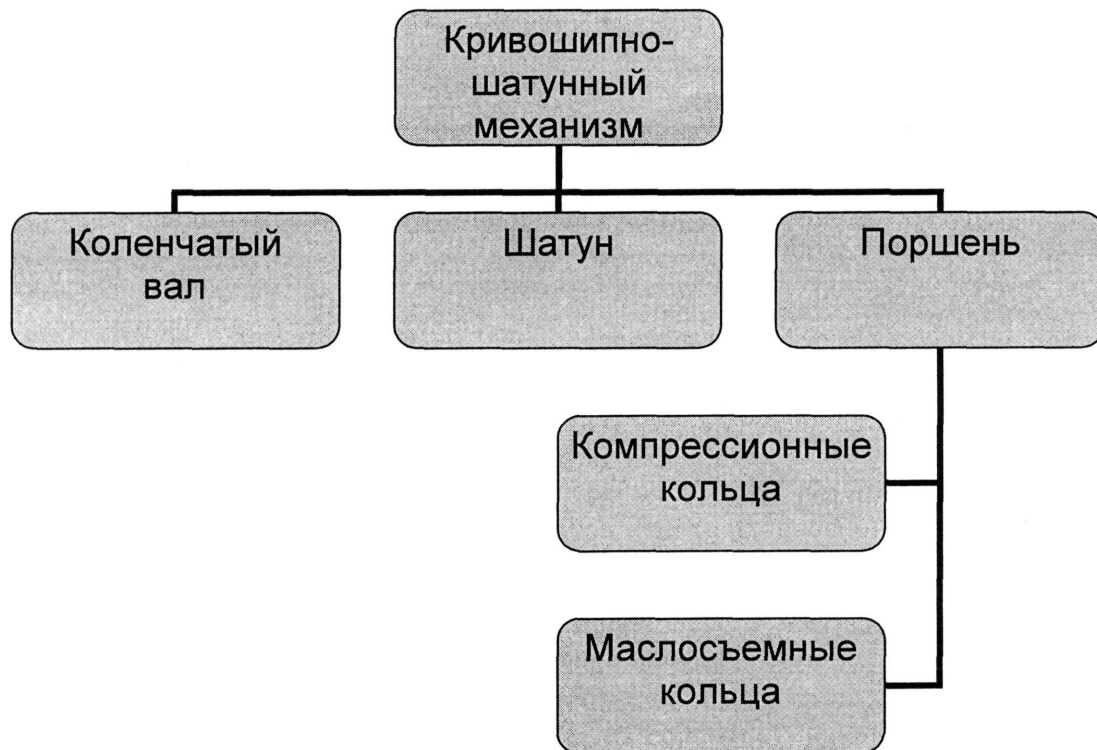 Кривошипно-
шатунный
механизм
Коленчатый
вал
Шатун
Поршень
Компрессионные
кольца
Маслосъемные
кольца